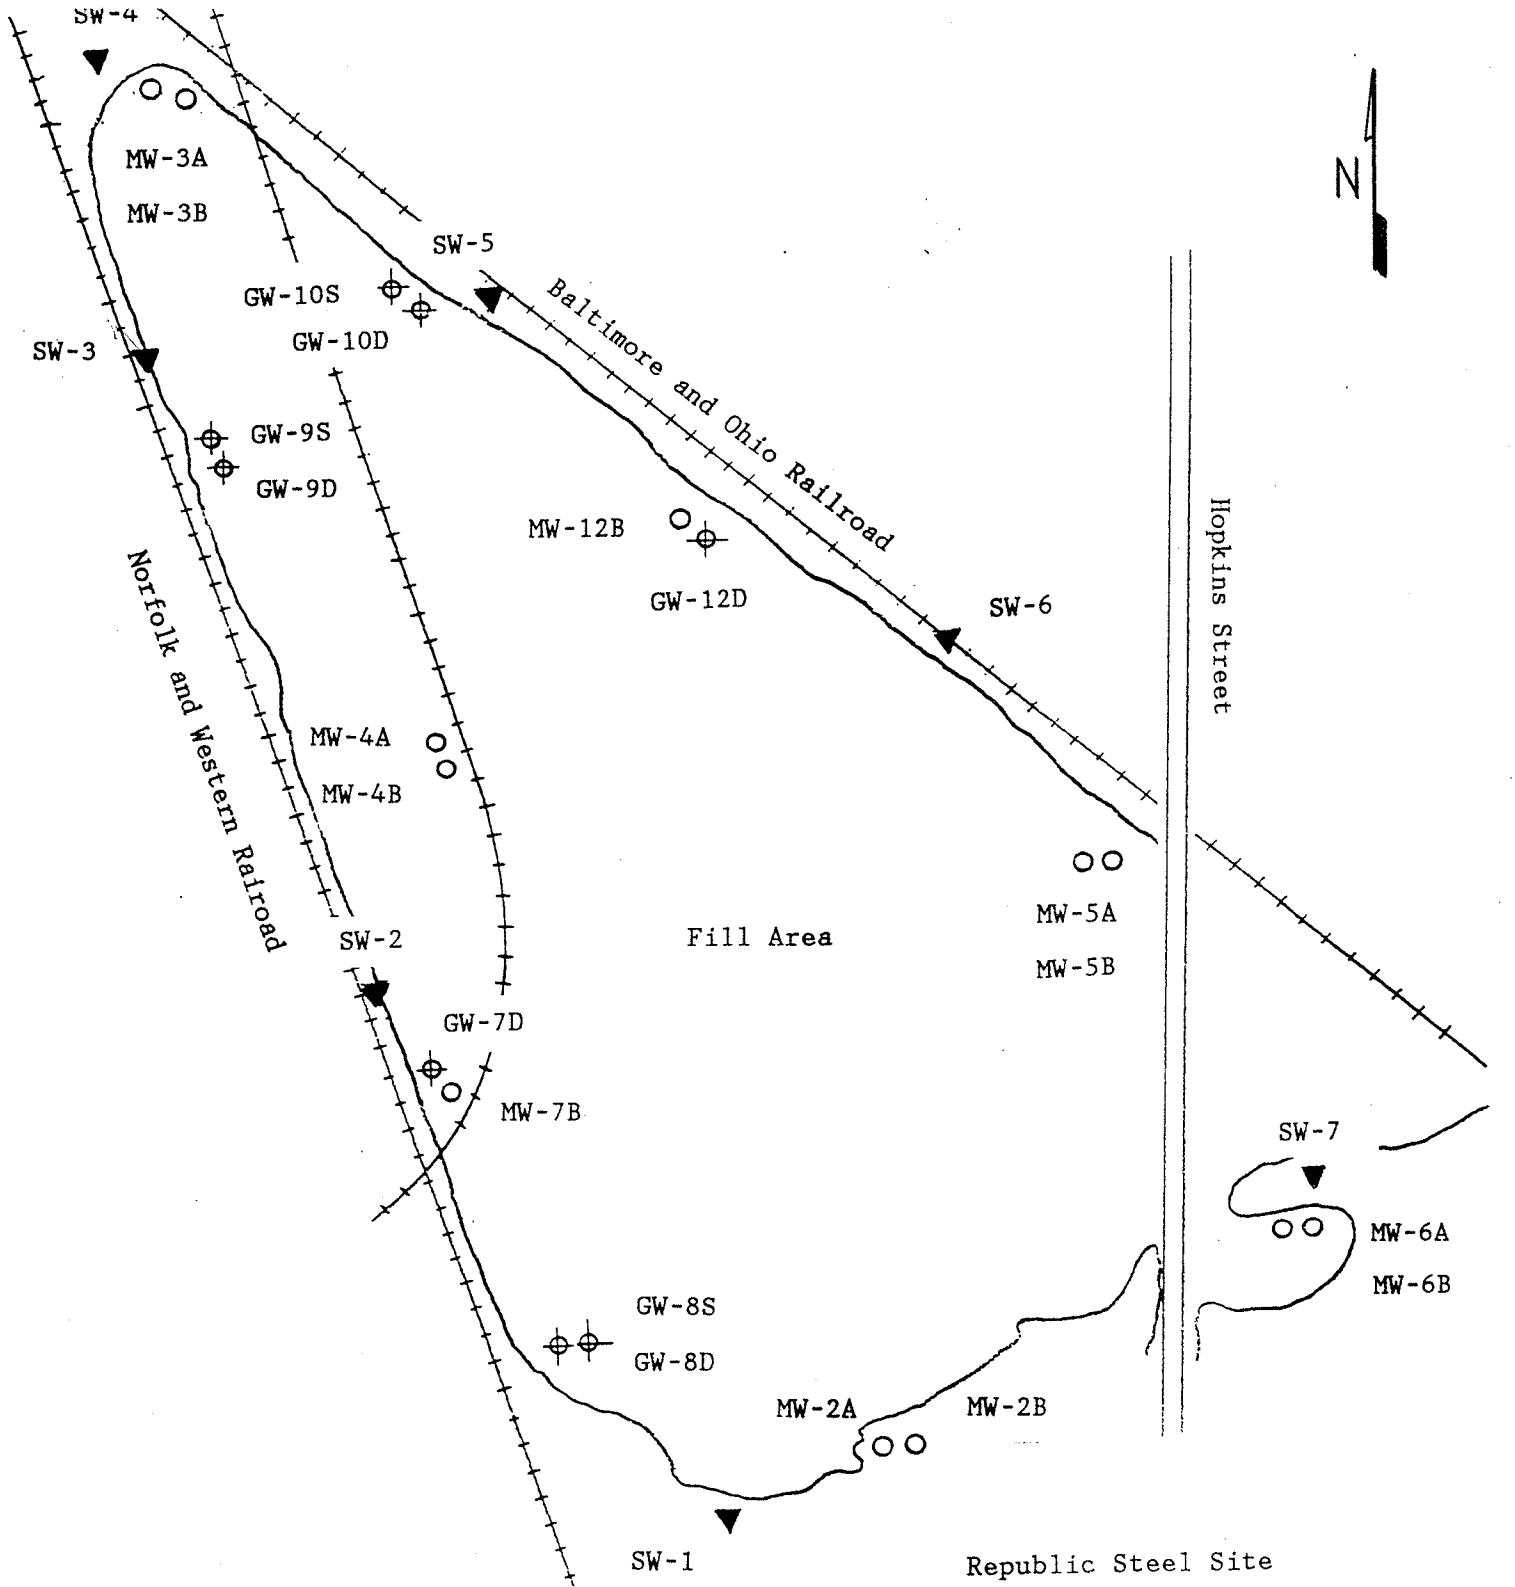 SW-4
MW-3A
MW-3B
N
SW-5
GW-10S
GW-10D
Baltimore and Ohio Railroad
SW-3
GW-9S
GW-9D
MW-12B
GW-12D
SW-6
Hopkins Street
Norfolk and Western Rairoad
MW-4A
MW-4B
MW-5A
MW-5B
Fill Area
SW-2
GW-7D
MW-7B
SW-7
MW-6A
MW-6B
GW-8S
GW-8D
MW-2A
MW-2B
SW-1
Republic Steel Site